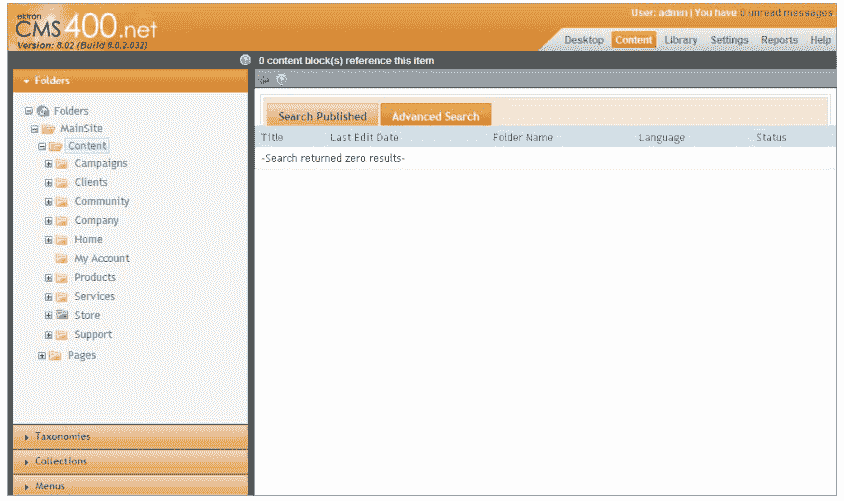 ektron
CMS400.net
Version: 8.02 (Build 8.0.2.032)
User: admin | You have 0 unread messages
Desktop Content Library Settings Reports Help
0 content block(s) reference this item
Folders
Folders
MainSite
Content
Campaigns
Clients
Community
Company
Home
My Account
Products
Services
Store
Support
Pages
Taxonomies
Collections
Menus
Search Published Advanced Search
Title Last Edit Date Folder Name Language Status
-Search returned zero results-